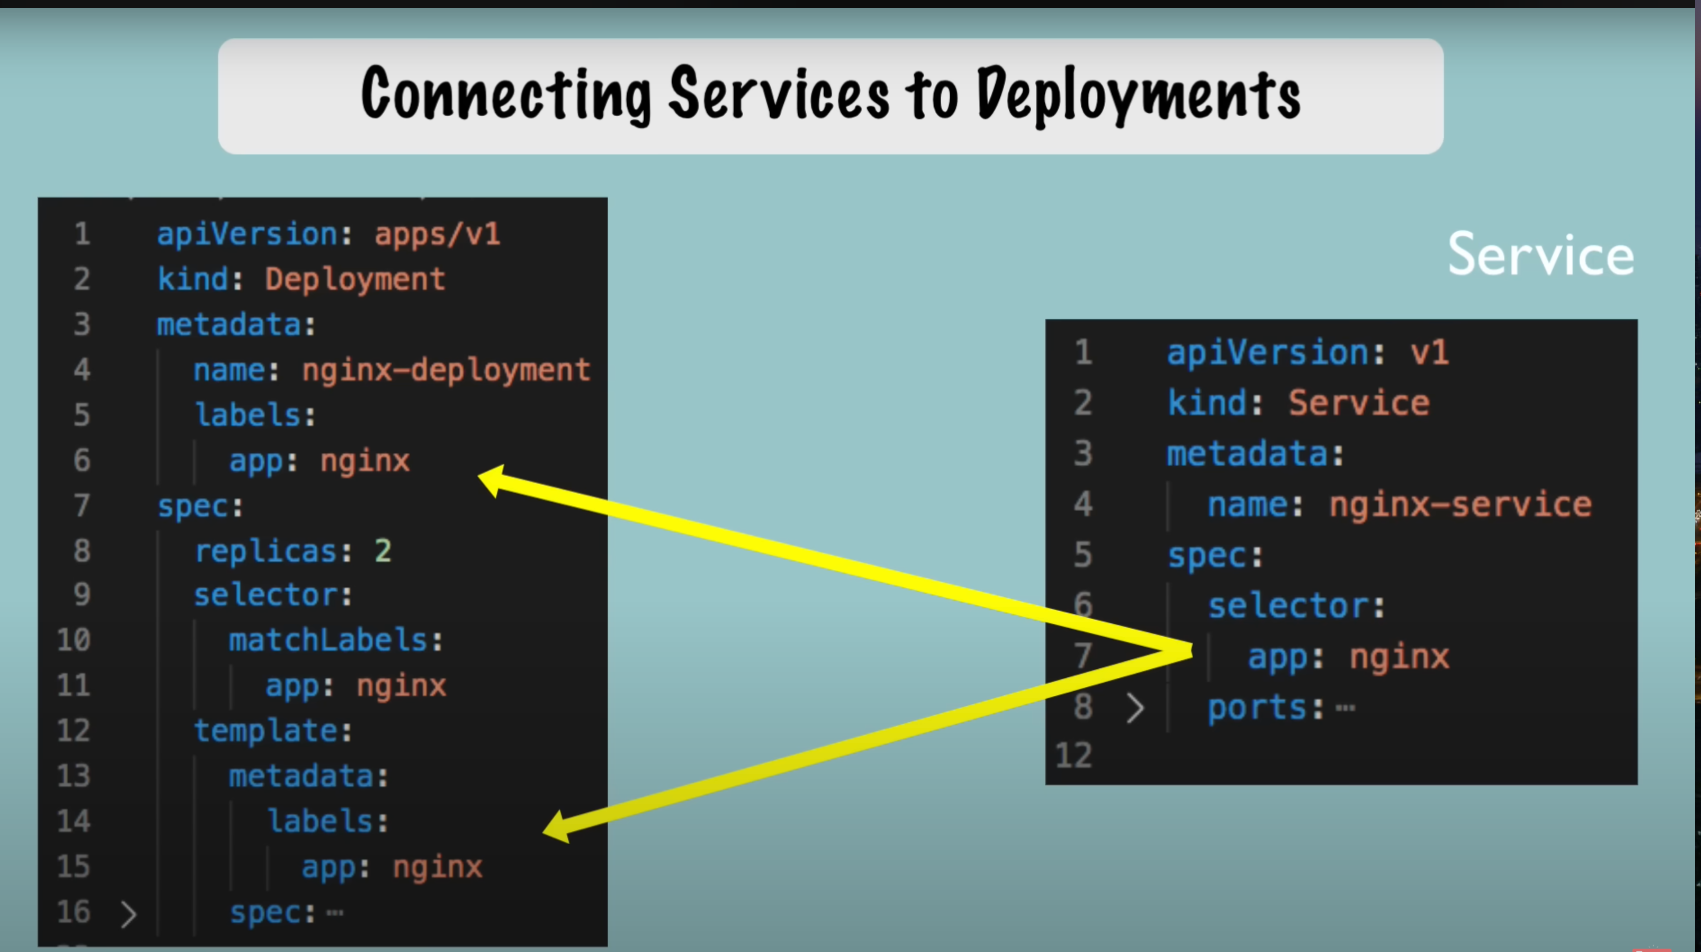 Connecting Services to Deployments
1 apiVersion: apps/v1
2 kind: Deployment
3 metadata:
4 name: nginx-deployment
5 labels:
6 app: nginx
7 spec:
8 replicas: 2
9 selector:
10 matchLabels:
11 app: nginx
12 template:
13 metadata:
14 labels:
15 app: nginx
16 > spec:⋯
Service
1 apiVersion: v1
2 kind: Service
3 metadata:
4 name: nginx-service
5 spec:
6 selector:
7 app: nginx
8 > ports:⋯
12